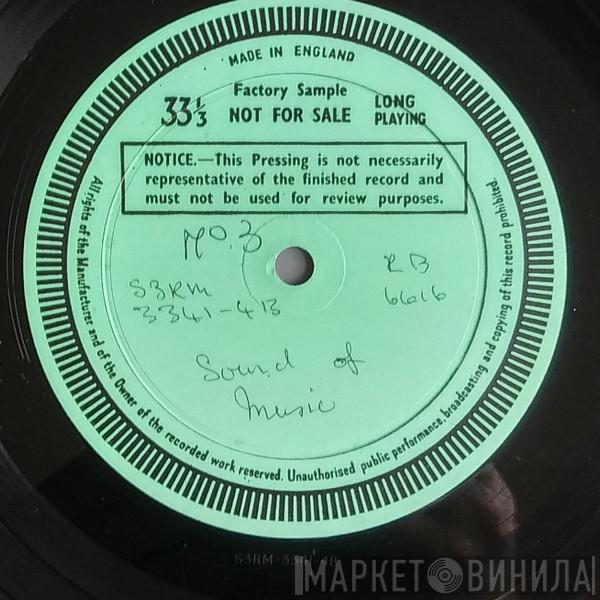 MADE IN ENGLAND
Factory Sample
33⅓ NOT FOR SALE LONG PLAYING
NOTICE.—This Pressing is not necessarily
representative of the finished record and
must not be used for review purposes.
No. 3
S3RM
3341-4B
RB
6616
Sound of
Music
All rights of the Manufacturer and of the Owner of the recorded work reserved. Unauthorised public performance, broadcasting and copying of this record prohibited.
S3RM-3341 4B
МАРКЕТ ВИНИЛА